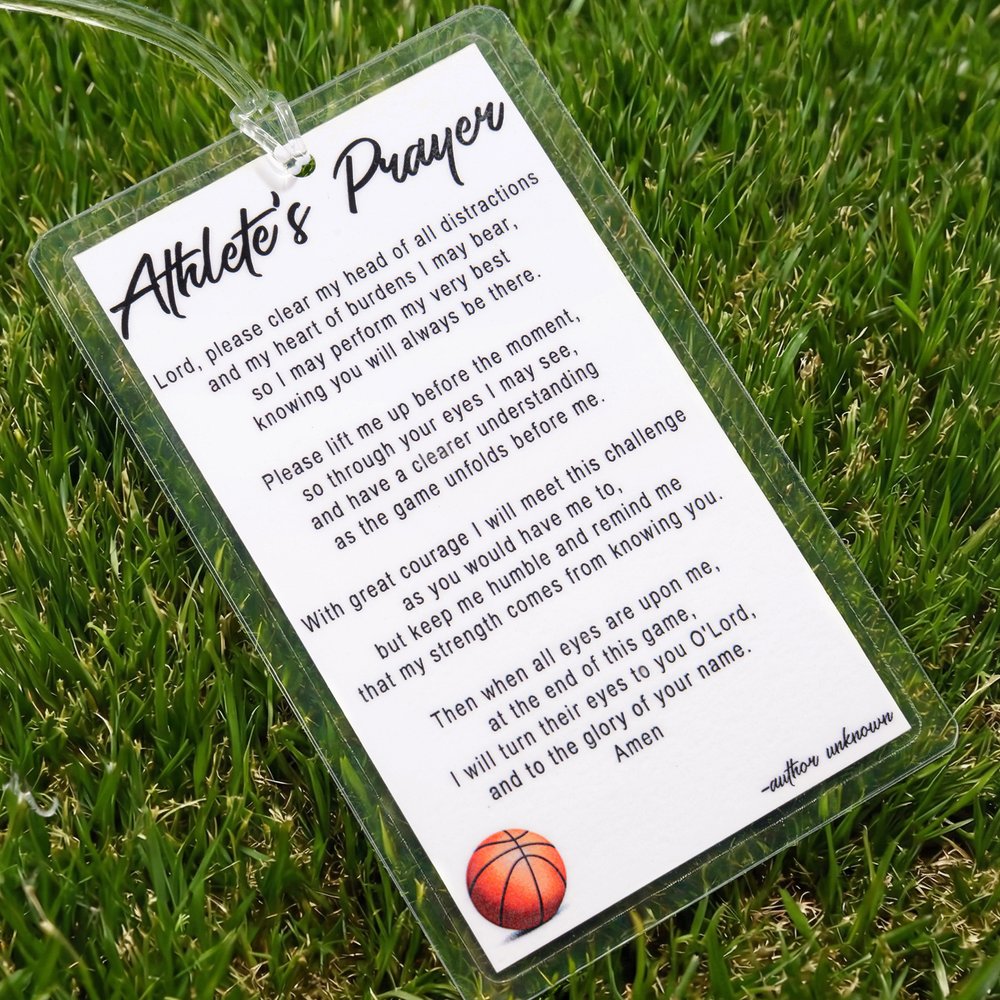 Athlete's Prayer
Lord, please clear my head of all distractions
and my heart of burdens I may bear,
so I may perform my very best
knowing you will always be there.
Please lift me up before the moment,
so through your eyes I may see,
and have a clearer understanding
as the game unfolds before me.
With great courage I will meet this challenge
as you would have me to,
but keep me humble and remind me
that my strength comes from knowing you.
Then when all eyes are upon me,
at the end of this game,
I will turn their eyes to you O'Lord,
and to the glory of your name.
Amen
-author unknown